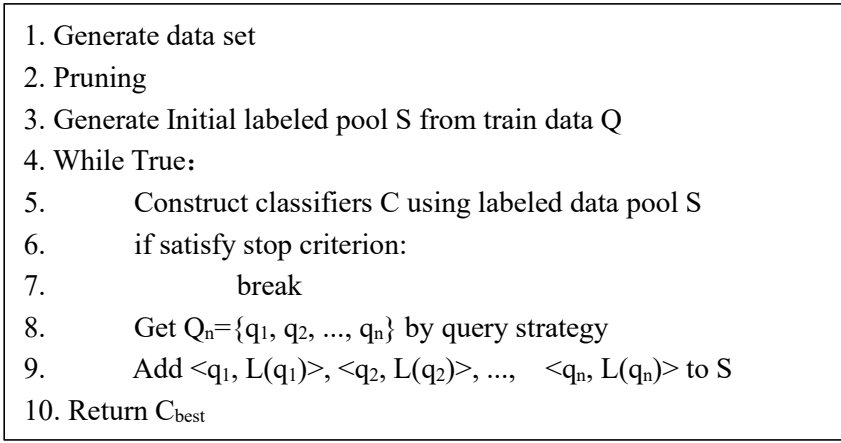 1. Generate data set
2. Pruning
3. Generate Initial labeled pool S from train data Q
4. While True：
5. Construct classifiers C using labeled data pool S
6. if satisfy stop criterion:
7. break
8. Get Qn={q1, q2, ..., qn} by query strategy
9. Add <q1, L(q1)>, <q2, L(q2)>, ..., <qn, L(qn)> to S
10. Return Cbest